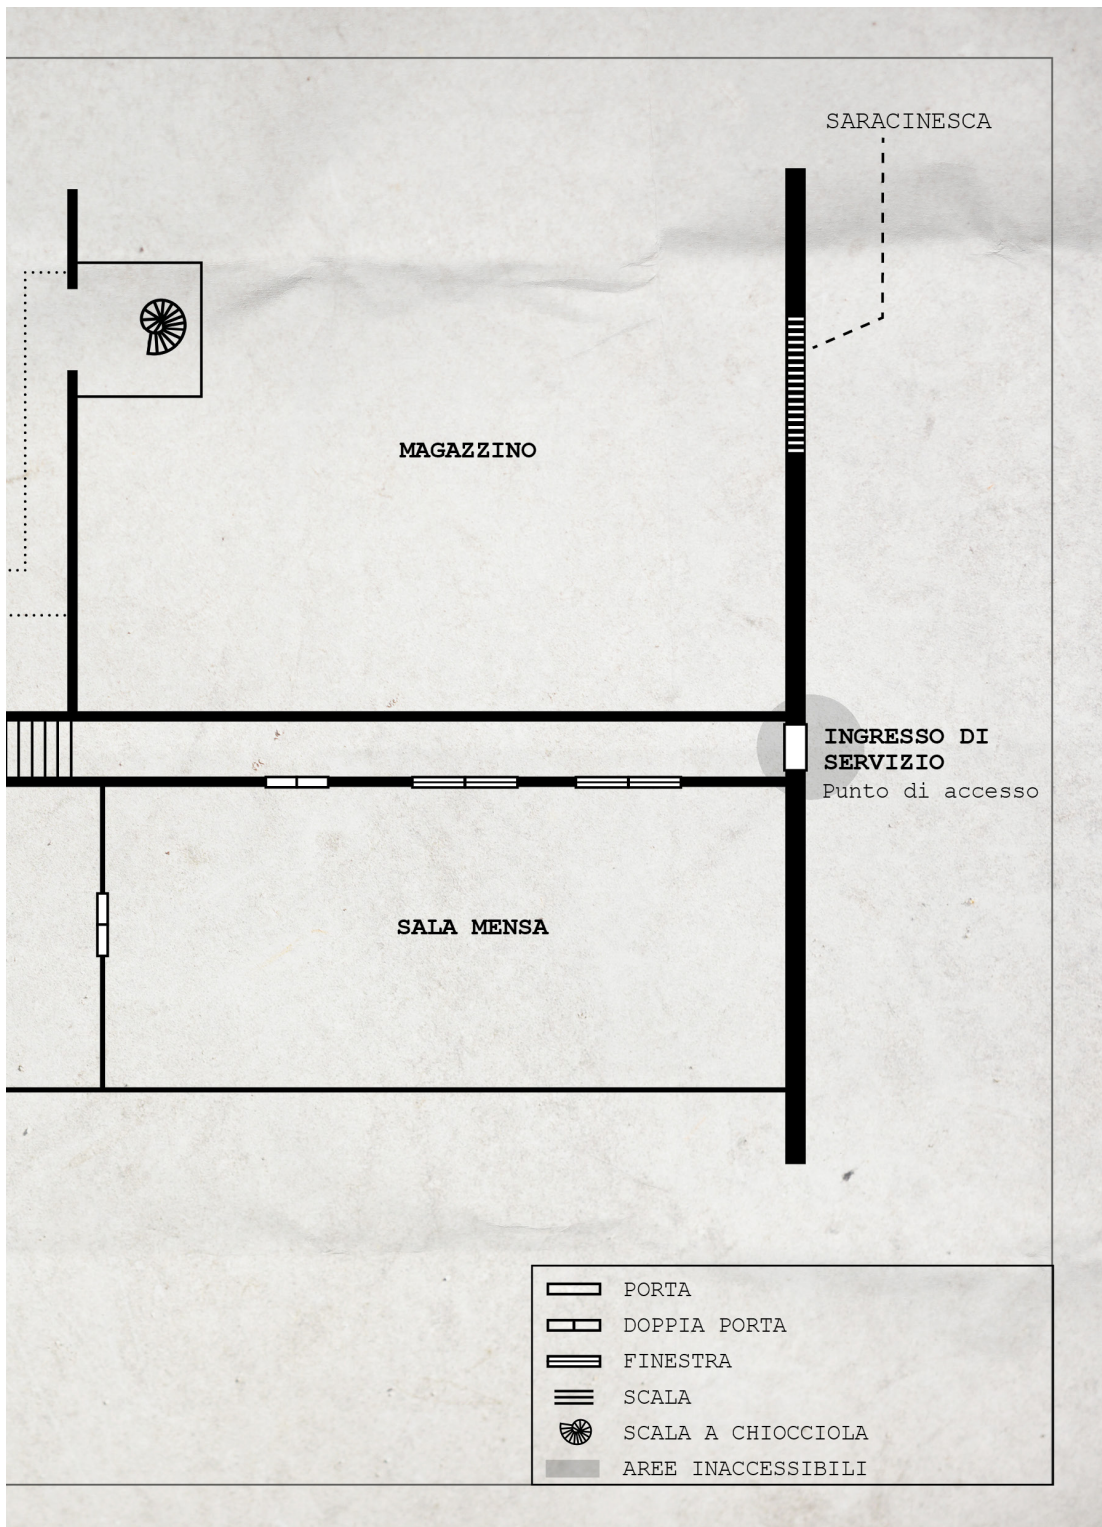 SARACINESCA
MAGAZZINO
INGRESSO DI
SERVIZIO
Punto di accesso
SALA MENSA
PORTA
DOPPIA PORTA
FINESTRA
SCALA
SCALA A CHIOCCIOLA
AREE INACCESSIBILI